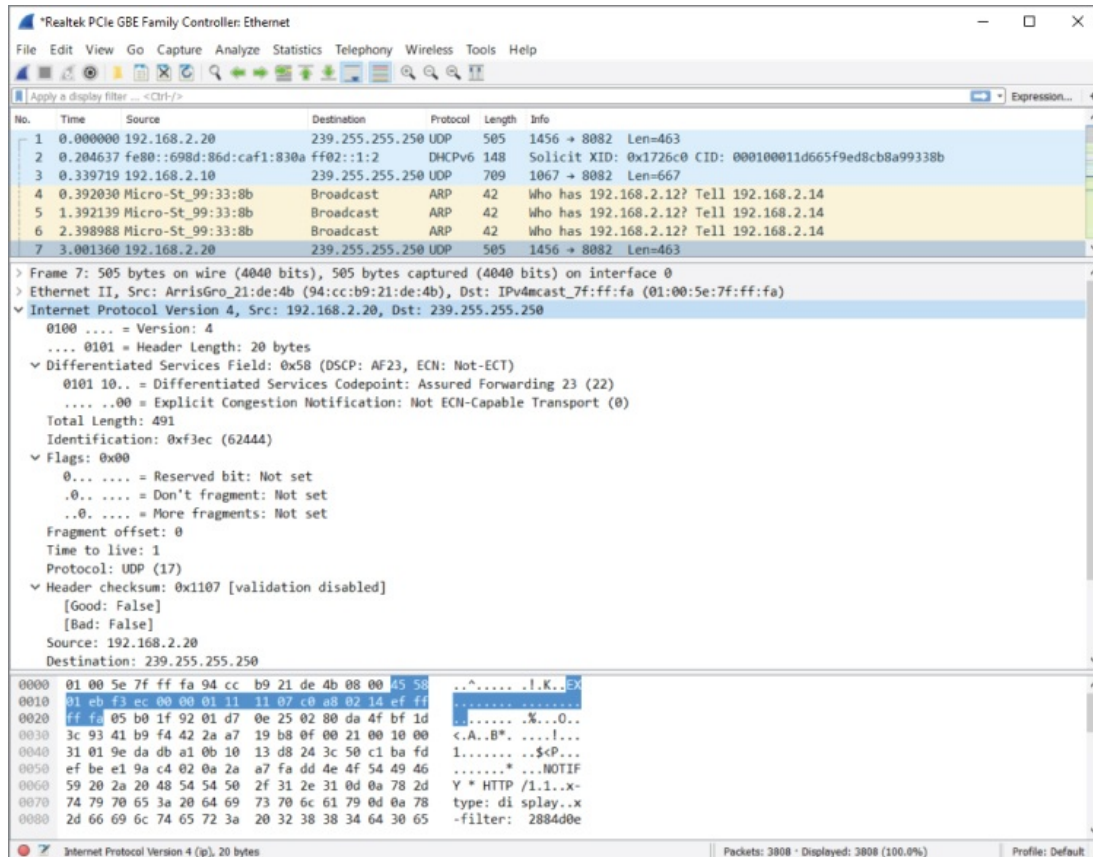 *Realtek PCIe GBE Family Controller: Ethernet
File Edit View Go Capture Analyze Statistics Telephony Wireless Tools Help
Apply a display filter ... <Ctrl-/> Expression...
No. Time Source Destination Protocol Length Info
1 0.000000 192.168.2.20 239.255.255.250 UDP 505 1456 → 8082 Len=463
2 0.204637 fe80::698d:86d:caf1:830a ff02::1:2 DHCPv6 148 Solicit XID: 0x1726c0 CID: 000100011d665f9ed8cb8a99338b
3 0.339719 192.168.2.10 239.255.255.250 UDP 709 1067 → 8082 Len=667
4 0.392030 Micro-St_99:33:8b Broadcast ARP 42 Who has 192.168.2.12? Tell 192.168.2.14
5 1.392139 Micro-St_99:33:8b Broadcast ARP 42 Who has 192.168.2.12? Tell 192.168.2.14
6 2.398988 Micro-St_99:33:8b Broadcast ARP 42 Who has 192.168.2.12? Tell 192.168.2.14
7 3.001360 192.168.2.20 239.255.255.250 UDP 505 1456 → 8082 Len=463
> Frame 7: 505 bytes on wire (4040 bits), 505 bytes captured (4040 bits) on interface 0
> Ethernet II, Src: ArrisGro_21:de:4b (94:cc:b9:21:de:4b), Dst: IPv4mcast_7f:ff:fa (01:00:5e:7f:ff:fa)
Internet Protocol Version 4, Src: 192.168.2.20, Dst: 239.255.255.250
0100 .... = Version: 4
.... 0101 = Header Length: 20 bytes
Differentiated Services Field: 0x58 (DSCP: AF23, ECN: Not-ECT)
0101 10.. = Differentiated Services Codepoint: Assured Forwarding 23 (22)
.... ..00 = Explicit Congestion Notification: Not ECN-Capable Transport (0)
Total Length: 491
Identification: 0xf3ec (62444)
Flags: 0x00
0... .... = Reserved bit: Not set
.0.. .... = Don't fragment: Not set
..0. .... = More fragments: Not set
Fragment offset: 0
Time to live: 1
Protocol: UDP (17)
Header checksum: 0x1107 [validation disabled]
[Good: False]
[Bad: False]
Source: 192.168.2.20
Destination: 239.255.255.250
0000 01 00 5e 7f ff fa 94 cc b9 21 de 4b 08 00 45 58 ..^..... .!.K..EX
0010 01 eb f3 ec 00 00 01 11 11 07 c0 a8 02 14 ef ff ........ ........
0020 ff fa 05 b0 1f 92 01 d7 0e 25 02 80 da 4f bf 1d ........ .%...O..
0030 3c 93 41 b9 f4 42 2a a7 19 b8 0f 00 21 00 10 00 <.A..B*. ....!...
0040 31 01 9e da db a1 0b 10 13 d8 24 3c 50 c1 ba fd 1....... ..$<P...
0050 ef be e1 9a c4 02 0a 2a a7 fa dd 4e 4f 54 49 46 .......* ...NOTIF
0060 59 20 2a 20 48 54 54 50 2f 31 2e 31 0d 0a 78 2d Y * HTTP /1.1..x-
0070 74 79 70 65 3a 20 64 69 73 70 6c 61 79 0d 0a 78 type: di splay..x
0080 2d 66 69 6c 74 65 72 3a 20 32 38 38 34 64 30 65 -filter: 2884d0e
Internet Protocol Version 4 (ip), 20 bytes Packets: 3808 · Displayed: 3808 (100.0%) Profile: Default